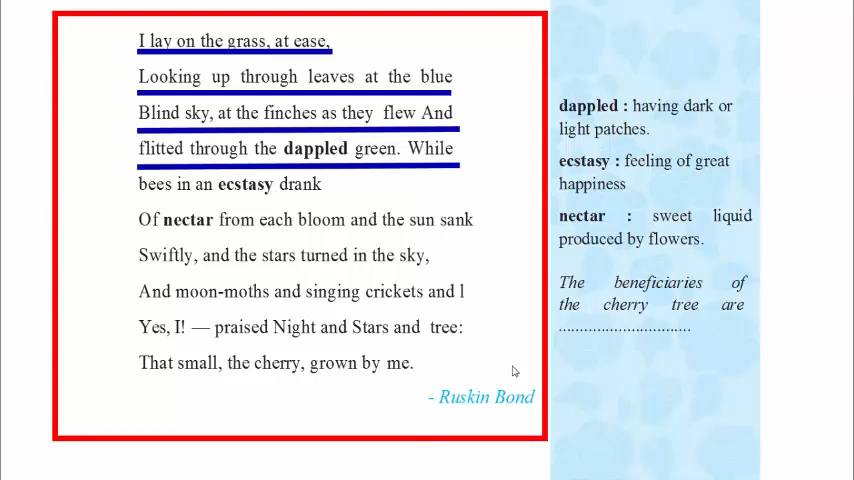 I lay on the grass, at ease,
Looking up through leaves at the blue
Blind sky, at the finches as they flew And
flitted through the dappled green. While
bees in an ecstasy drank
Of nectar from each bloom and the sun sank
Swiftly, and the stars turned in the sky,
And moon-moths and singing crickets and l
Yes, I! — praised Night and Stars and tree:
That small, the cherry, grown by me.
- Ruskin Bond
dappled : having dark or
light patches.
ecstasy : feeling of great
happiness
nectar : sweet liquid
produced by flowers.
The beneficiaries of
the cherry tree are
................................